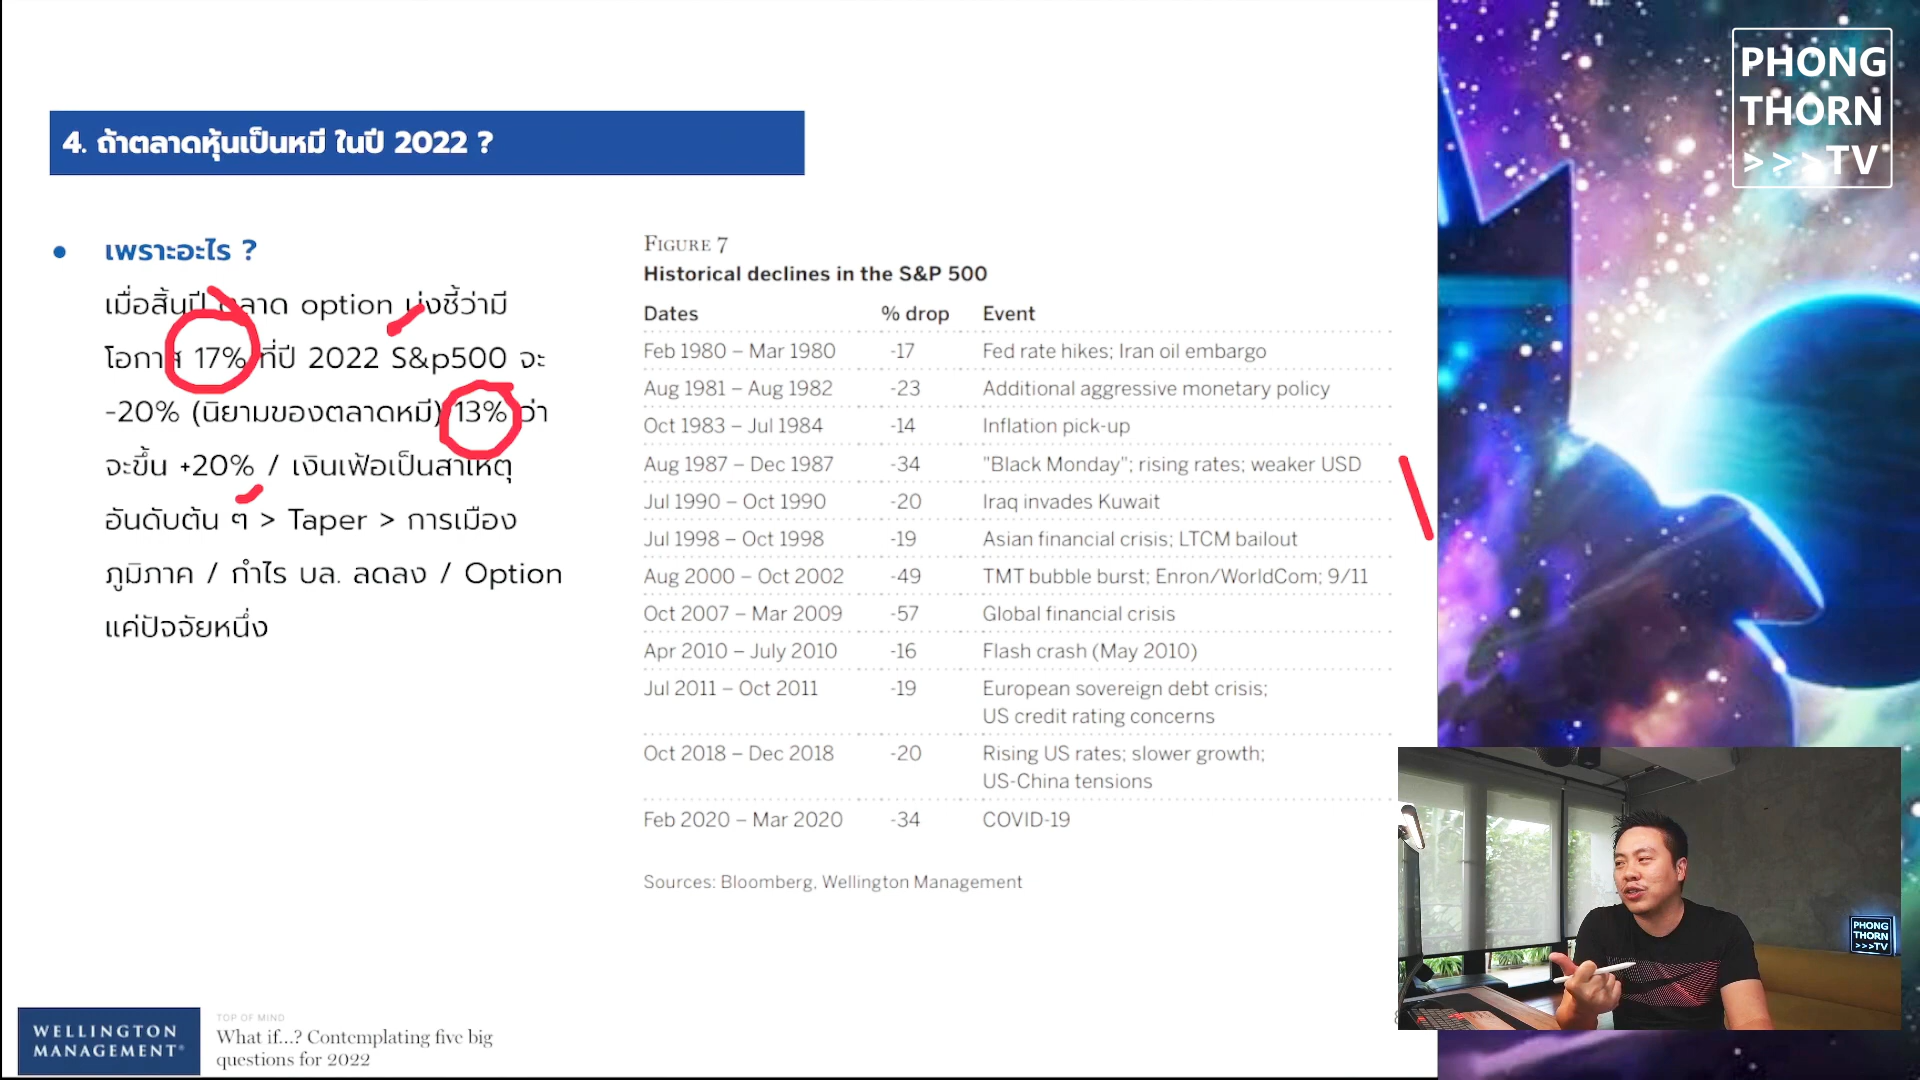 PHONG
THORN
>>>TV
4. ถ้าตลาดหุ้นเป็นหมี ในปี 2022 ?
• เพราะอะไร ?
เมื่อสิ้นปี ตลาด option บ่งชี้ว่ามี
โอกาส 17% ที่ปี 2022 S&p500 จะ
-20% (นิยามของตลาดหมี) 13% ว่า
จะขึ้น +20% / เงินเฟ้อเป็นสาเหตุ
อันดับต้น ๆ > Taper > การเมือง
ภูมิภาค / กำไร บล. ลดลง / Option
แค่ปัจจัยหนึ่ง
FIGURE 7
Historical declines in the S&P 500
Dates % drop Event
Feb 1980 – Mar 1980 -17 Fed rate hikes; Iran oil embargo
Aug 1981 – Aug 1982 -23 Additional aggressive monetary policy
Oct 1983 – Jul 1984 -14 Inflation pick-up
Aug 1987 – Dec 1987 -34 "Black Monday"; rising rates; weaker USD
Jul 1990 – Oct 1990 -20 Iraq invades Kuwait
Jul 1998 – Oct 1998 -19 Asian financial crisis; LTCM bailout
Aug 2000 – Oct 2002 -49 TMT bubble burst; Enron/WorldCom; 9/11
Oct 2007 – Mar 2009 -57 Global financial crisis
Apr 2010 – July 2010 -16 Flash crash (May 2010)
Jul 2011 – Oct 2011 -19 European sovereign debt crisis;
US credit rating concerns
Oct 2018 – Dec 2018 -20 Rising US rates; slower growth;
US-China tensions
Feb 2020 – Mar 2020 -34 COVID-19
Sources: Bloomberg, Wellington Management
PHONG
THORN
>>>TV
WELLINGTON
MANAGEMENT®
TOP OF MIND
What if...? Contemplating five big
questions for 2022